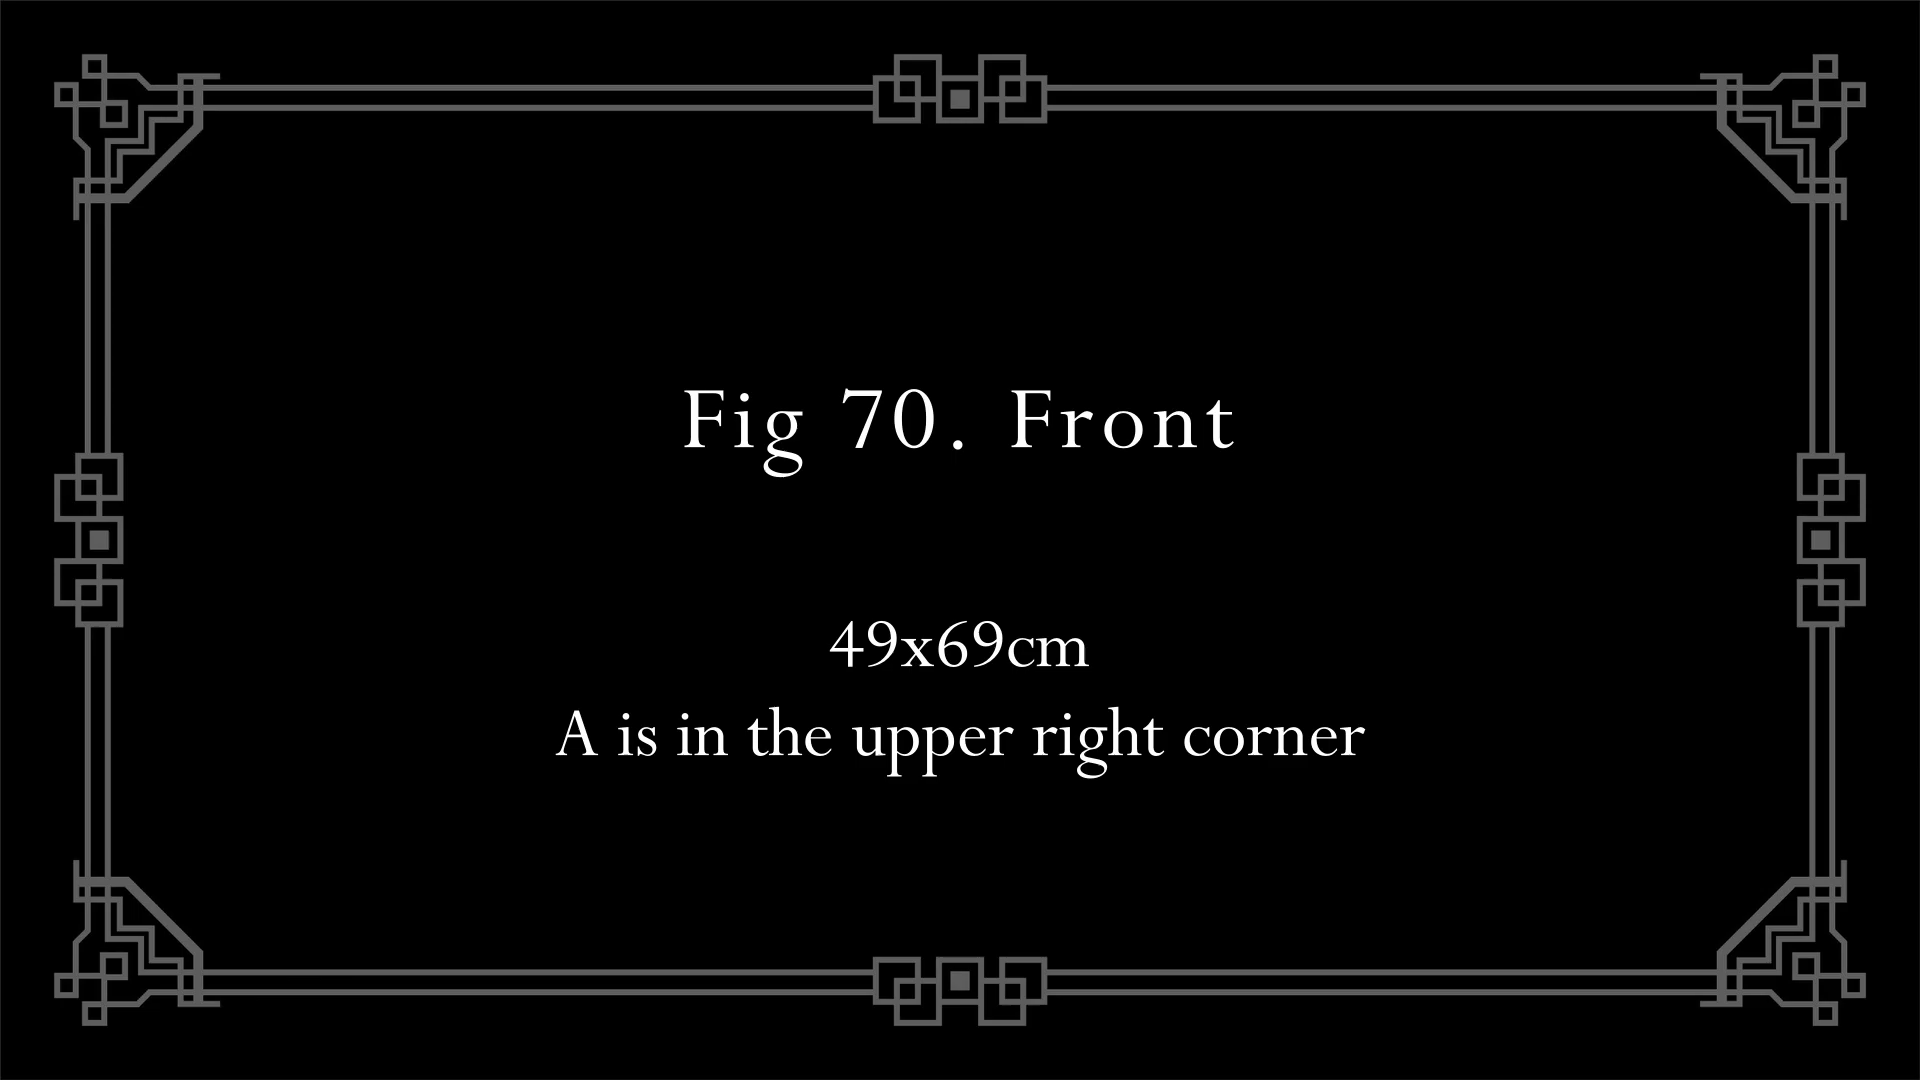 Fig 70. Front
49x69cm
A is in the upper right corner